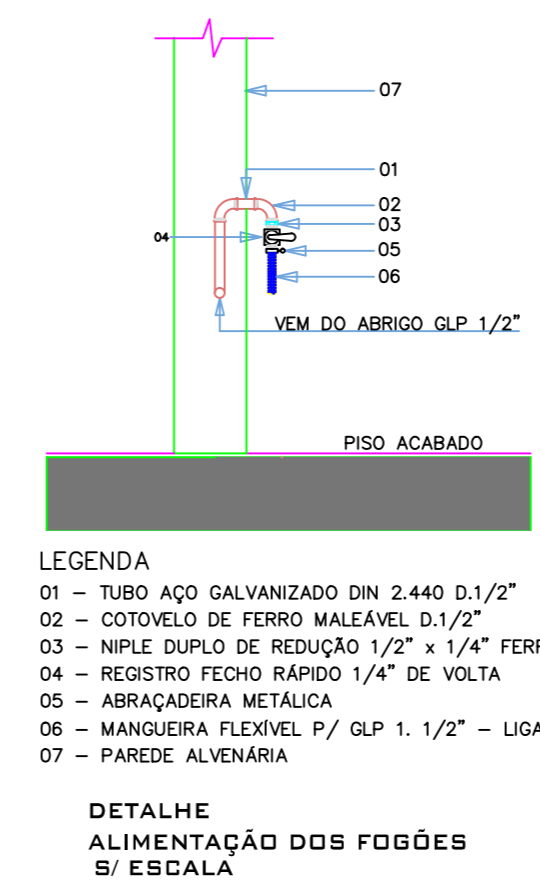 07
01
02
03
04
05
06
VEM DO ABRIGO GLP 1/2"
PISO ACABADO
LEGENDA
01 – TUBO AÇO GALVANIZADO DIN 2.440 D.1/2"
02 – COTOVELO DE FERRO MALEÁVEL D.1/2"
03 – NIPLE DUPLO DE REDUÇÃO 1/2" x 1/4"
04 – REGISTRO FECHO RÁPIDO 1/4" DE VOLTA
05 – ABRAÇADEIRA METÁLICA
06 – MANGUEIRA FLEXÍVEL P/ GLP 1. 1/2" –
07 – PAREDE ALVENÁRIA
DETALHE
ALIMENTAÇÃO DOS FOGÕES
S/ ESCALA